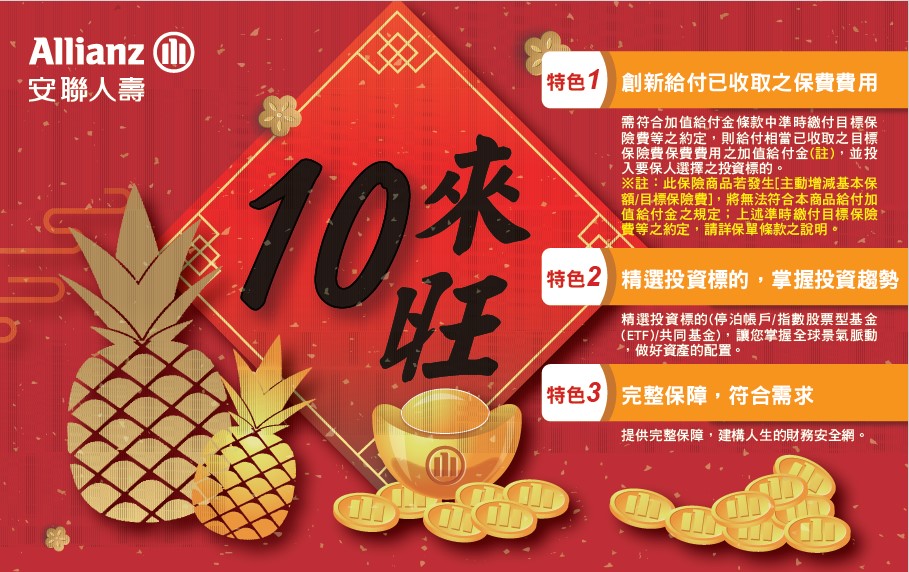 Allianz
安聯人壽
10來
旺
特色1 創新給付已收取之保費費用
需符合加值給付金條款中準時繳付目標保
險費等之約定，則給付相當已收取之目標
保險費保費費用之加值給付金(註)，並投
入要保人選擇之投資標的。
※註：此保險商品若發生[主動增減基本保
額/目標保險費]，將無法符合本商品給付加
值給付金之規定；上述準時繳付目標保險
費等之約定，請詳保單條款之說明。
特色2 精選投資標的，掌握投資趨勢
精選投資標的(停泊帳戶/指數股票型基金
(ETF)/共同基金)，讓您掌握全球景氣脈動
，做好資產的配置。
特色3 完整保障，符合需求
提供完整保障，建構人生的財務安全網。